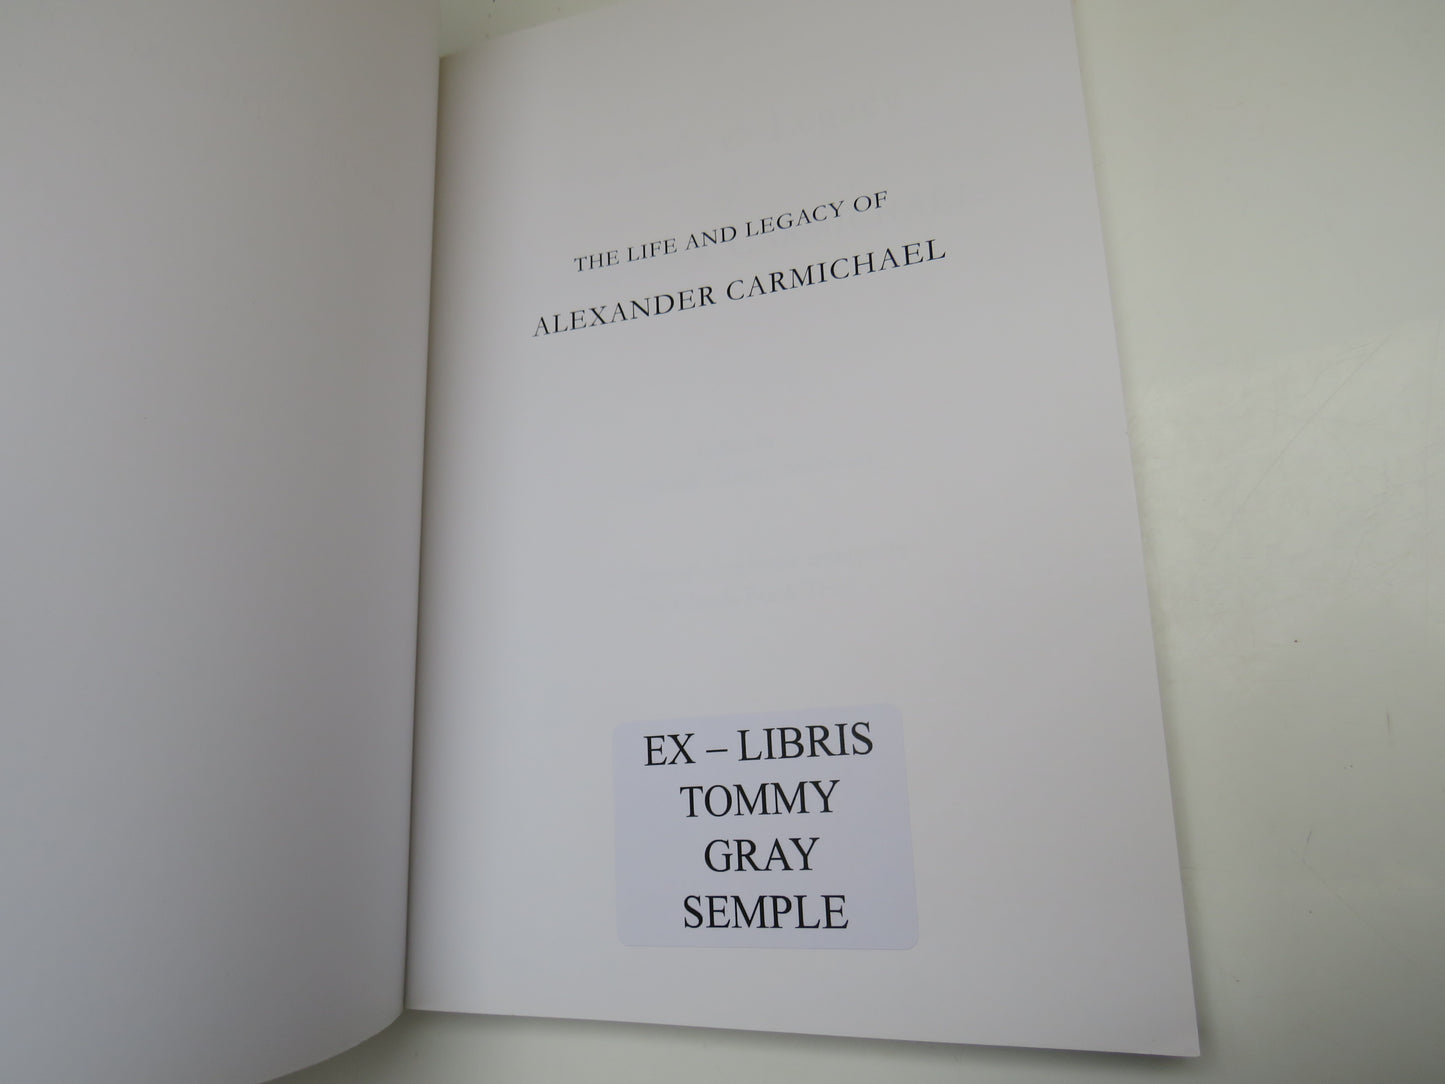 THE LIFE AND LEGACY OF
ALEXANDER CARMICHAEL
EX – LIBRIS
TOMMY
GRAY
SEMPLE